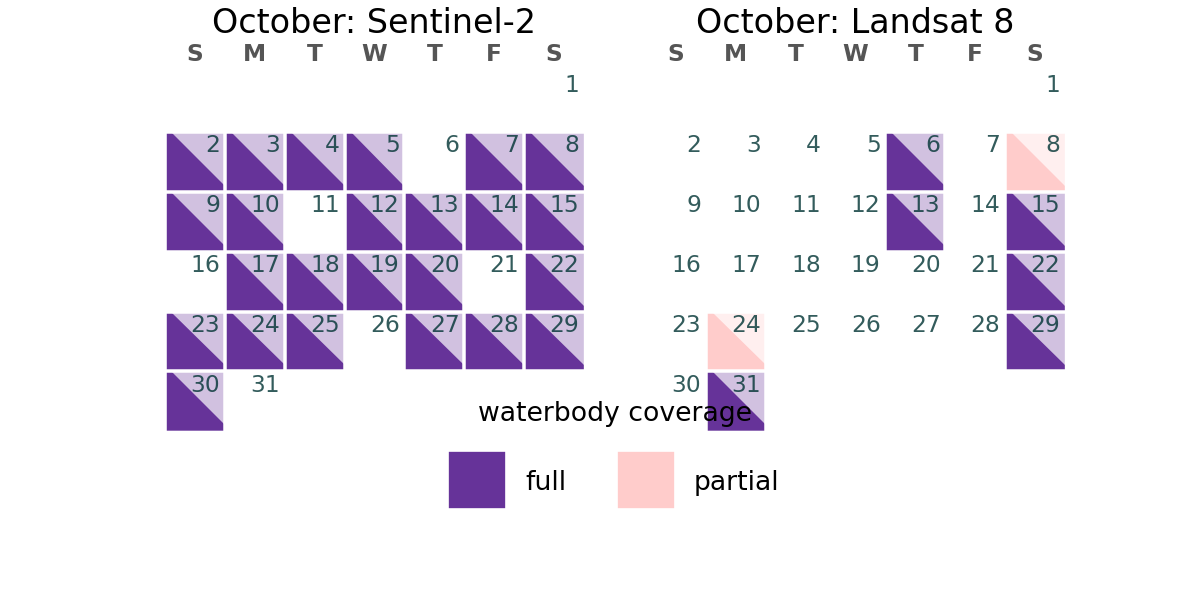 October: Sentinel-2
S M T W T F S
1
2 3 4 5 6 7 8
9 10 11 12 13 14 15
16 17 18 19 20 21 22
23 24 25 26 27 28 29
30 31
October: Landsat 8
S M T W T F S
1
2 3 4 5 6 7 8
9 10 11 12 13 14 15
16 17 18 19 20 21 22
23 24 25 26 27 28 29
30 31
waterbody coverage
full
partial